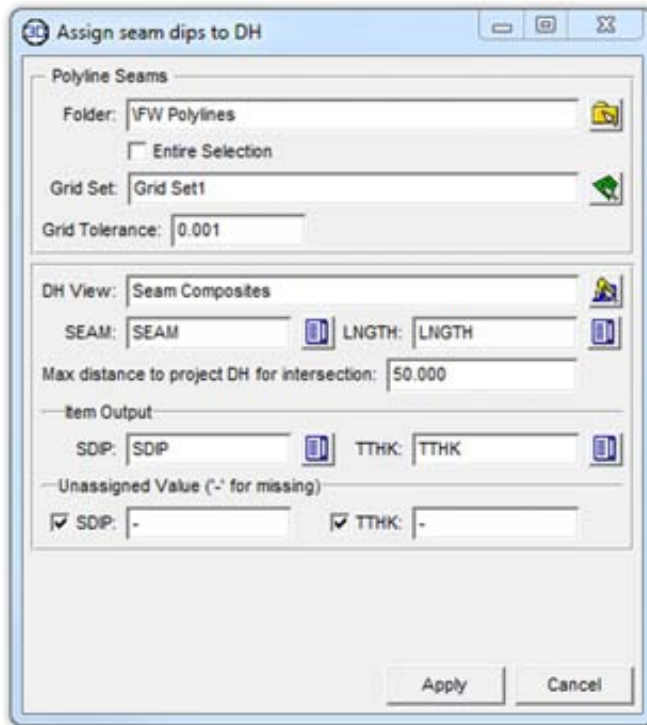 3D Assign seam dips to DH
Polyline Seams
Folder: \FW Polylines
Entire Selection
Grid Set: Grid Set1
Grid Tolerance: 0.001
DH View: Seam Composites
SEAM: SEAM LNGTH: LNGTH
Max distance to project DH for intersection: 50.000
Item Output
SDIP: SDIP TTHK: TTHK
Unassigned Value ('-' for missing)
SDIP: - TTHK: -
Apply Cancel